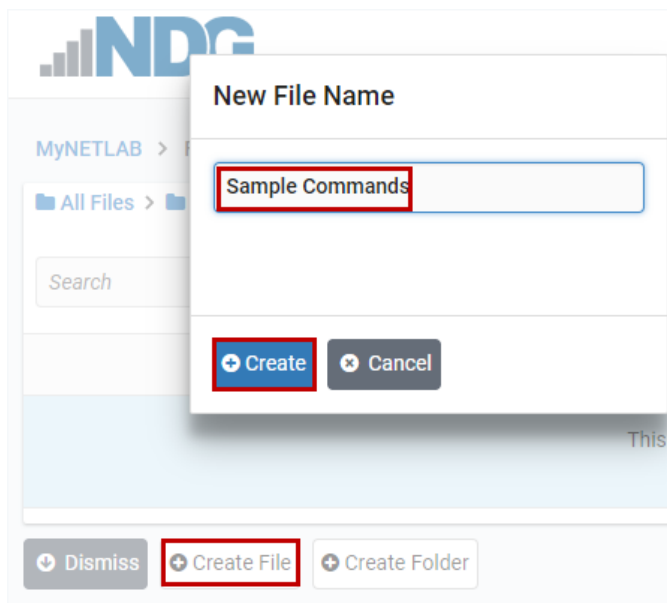 NDG
New File Name
MyNETLAB >
Sample Commands
All Files >
Search
Create Cancel
This
Dismiss Create File Create Folder